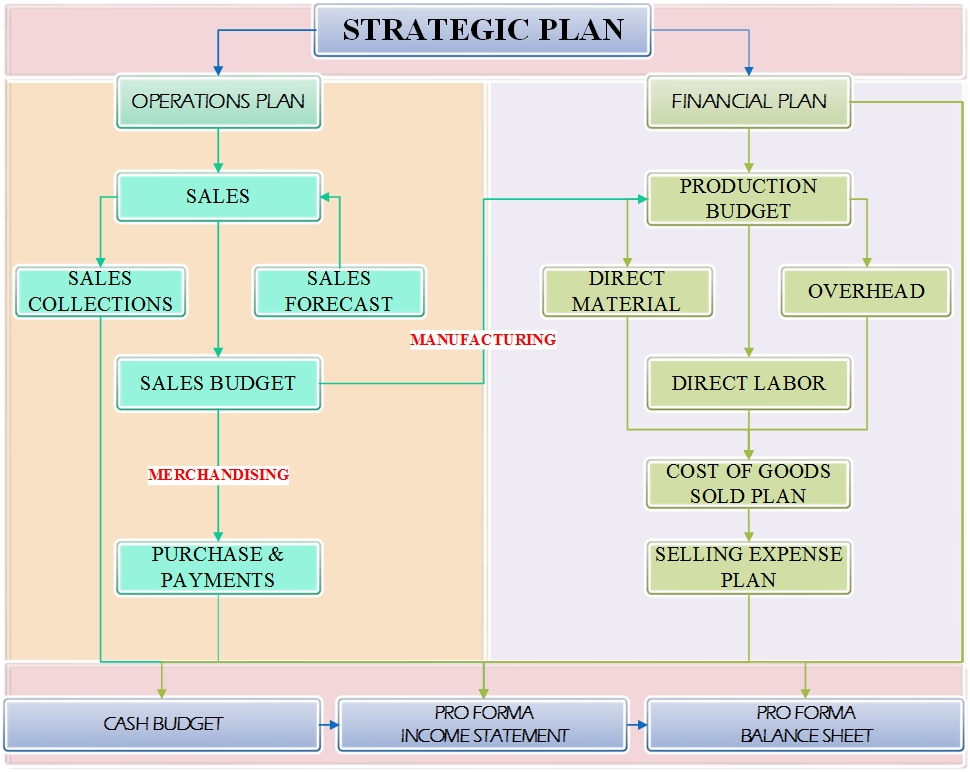 STRATEGIC PLAN
OPERATIONS PLAN
FINANCIAL PLAN
SALES
PRODUCTION
BUDGET
SALES
COLLECTIONS
SALES
FORECAST
DIRECT
MATERIAL
OVERHEAD
MANUFACTURING
SALES BUDGET
DIRECT LABOR
MERCHANDISING
COST OF GOODS
SOLD PLAN
PURCHASE &
PAYMENTS
SELLING EXPENSE
PLAN
CASH BUDGET
PRO FORMA
INCOME STATEMENT
PRO FORMA
BALANCE SHEET